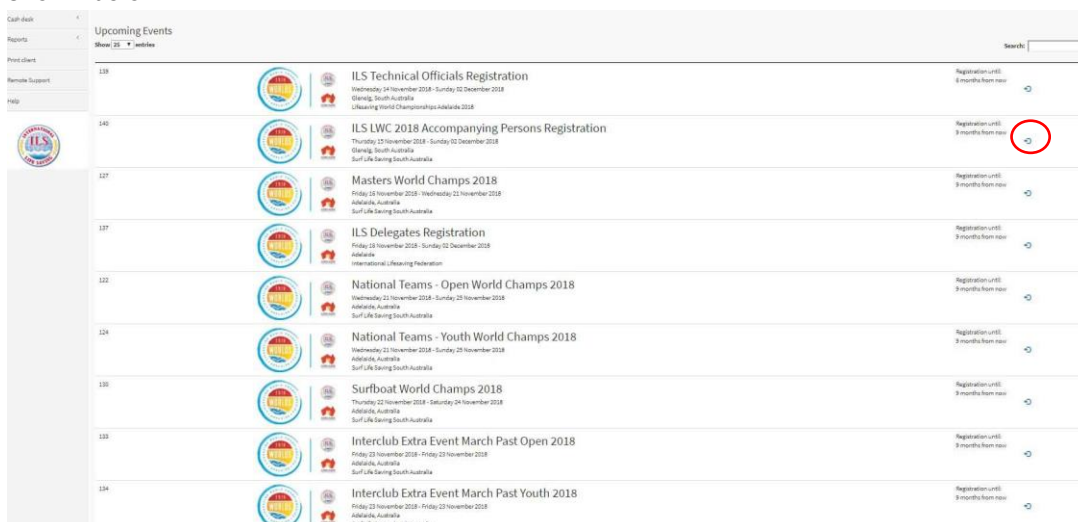 Cash desk
Reports
Print client
Remote Support
Help
Upcoming Events
Show 25 entries
Search:
139
ILS Technical Officials Registration
Wednesday 14 November 2018 - Sunday 02 December 2018
Glenelg, South Australia
Lifesaving World Championships Adelaide 2018
Registration until:
6 months from now
140
ILS LWC 2018 Accompanying Persons Registration
Thursday 15 November 2018 - Sunday 02 December 2018
Glenelg, South Australia
Surf Life Saving South Australia
Registration until:
9 months from now
127
Masters World Champs 2018
Friday 16 November 2018 - Wednesday 21 November 2018
Adelaide, Australia
Surf Life Saving South Australia
Registration until:
9 months from now
137
ILS Delegates Registration
Friday 16 November 2018 - Sunday 02 December 2018
Adelaide
International Lifesaving Federation
Registration until:
9 months from now
122
National Teams - Open World Champs 2018
Wednesday 21 November 2018 - Sunday 25 November 2018
Adelaide, Australia
Surf Life Saving South Australia
Registration until:
9 months from now
124
National Teams - Youth World Champs 2018
Wednesday 21 November 2018 - Sunday 25 November 2018
Adelaide, Australia
Surf Life Saving South Australia
Registration until:
9 months from now
Surfboat World Champs 2018
Thursday 22 November 2018 - Saturday 24 November 2018
Adelaide, Australia
Surf Life Saving South Australia
Registration until:
9 months from now
Interclub Extra Event March Past Open 2018
Friday 23 November 2018 - Friday 23 November 2018
Adelaide, Australia
Surf Life Saving South Australia
Registration until:
9 months from now
134
Interclub Extra Event March Past Youth 2018
Friday 23 November 2018 - Friday 23 November 2018
Adelaide, Australia
Registration until:
9 months from now
INTERNATIONAL
ILS
LIFE SAVING
WORLDS